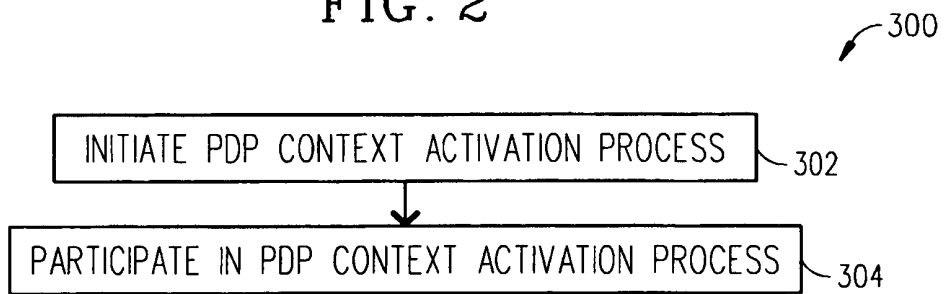 FIG. 2
300
INITIATE PDP CONTEXT ACTIVATION PROCESS
302
PARTICIPATE IN PDP CONTEXT ACTIVATION PROCESS
304